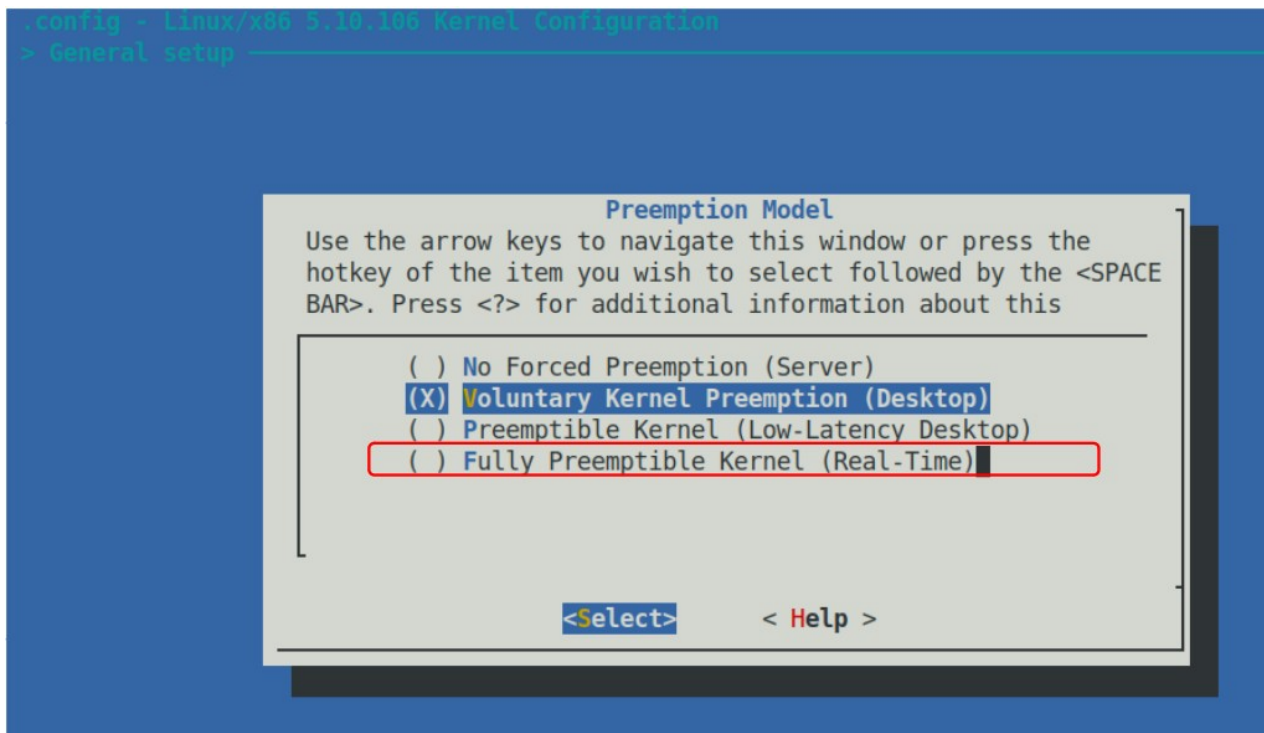 .config - Linux/x86 5.10.106 Kernel Configuration
> General setup
Preemption Model
Use the arrow keys to navigate this window or press the
hotkey of the item you wish to select followed by the <SPACE
BAR>. Press <?> for additional information about this
( ) No Forced Preemption (Server)
(X) Voluntary Kernel Preemption (Desktop)
( ) Preemptible Kernel (Low-Latency Desktop)
( ) Fully Preemptible Kernel (Real-Time)
<Select> < Help >